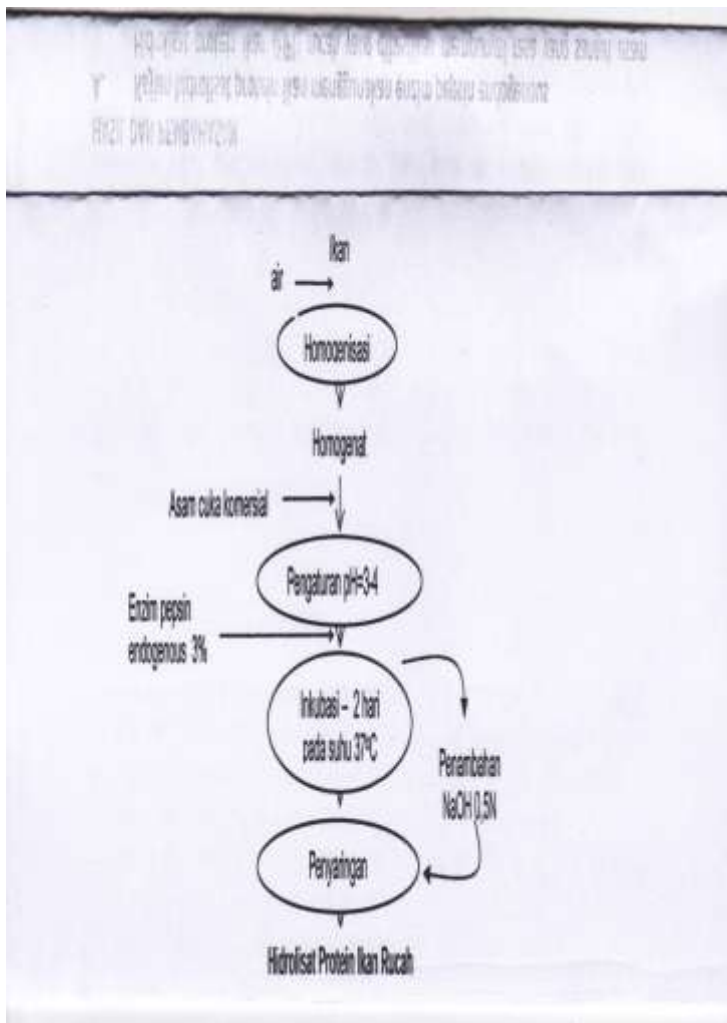 Ikan
air
Homogenisasi
Homogenat
Asam cuka komersial
Pengaturan pH=3-4
Enzim pepsin
endogenous 3%
Inkubasi – 2 hari
pada suhu 37ºC
Penambahan
NaOH 0,5N
Penyaringan
Hidrolisat Protein Ikan Rucah